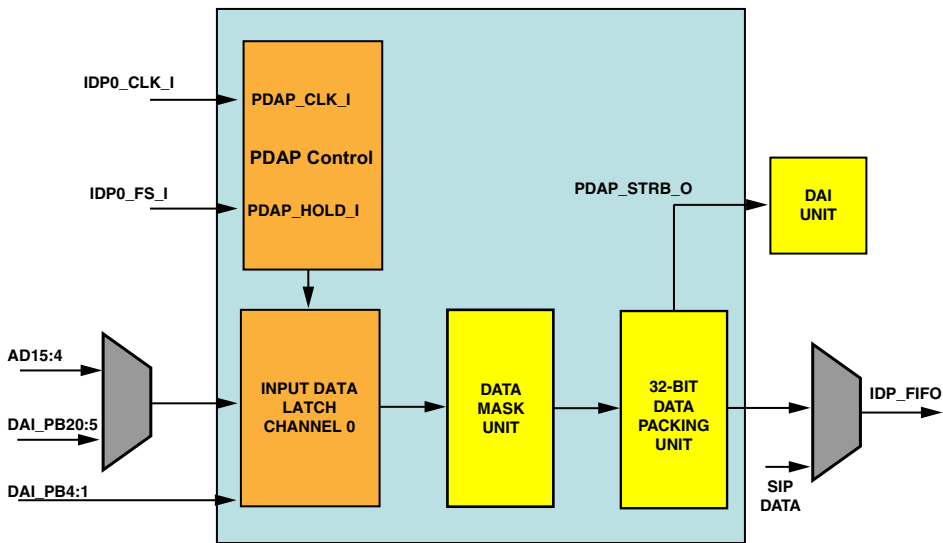 IDP0_CLK_I
PDAP_CLK_I
PDAP Control
IDP0_FS_I
PDAP_HOLD_I
PDAP_STRB_O
DAI
UNIT
AD15:4
DAI_PB20:5
DAI_PB4:1
INPUT DATA
LATCH
CHANNEL 0
DATA
MASK
UNIT
32-BIT
DATA
PACKING
UNIT
IDP_FIFO
SIP
DATA